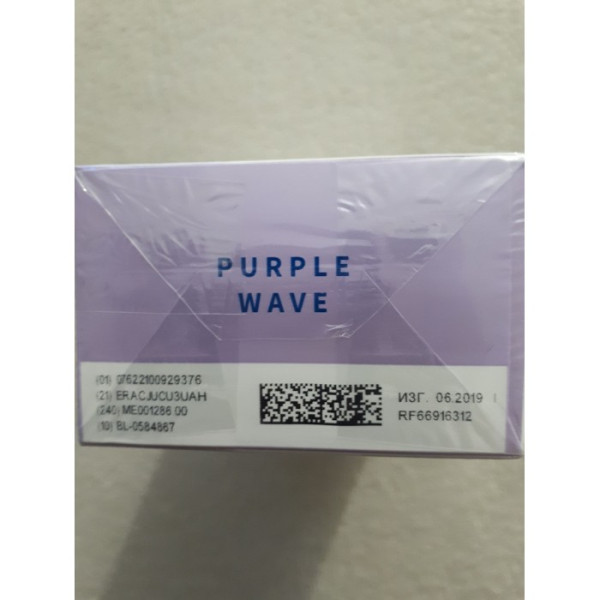 PURPLE
WAVE
(01) 07622100929376
(21) ERACJUCU3UAH
(240) ME001286.00
(10) BL-0584867
ИЗГ. 06.2019 I
RF66916312